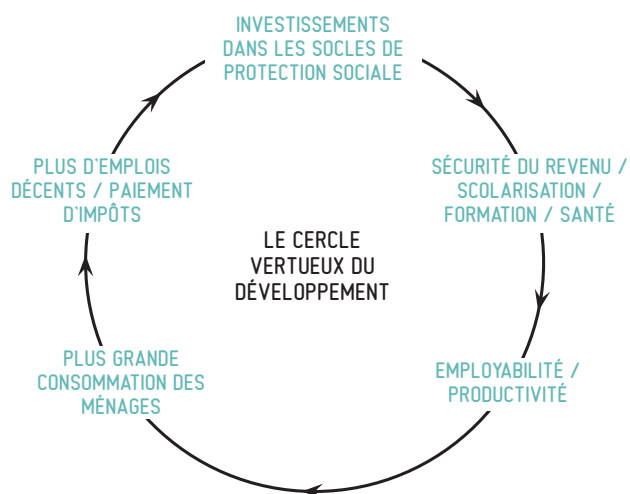 INVESTISSEMENTS
DANS LES SOCLES DE
PROTECTION SOCIALE
SÉCURITÉ DU REVENU /
SCOLARISATION /
FORMATION / SANTÉ
EMPLOYABILITÉ /
PRODUCTIVITÉ
PLUS GRANDE
CONSOMMATION DES
MÉNAGES
PLUS D'EMPLOIS
DÉCENTS / PAIEMENT
D'IMPÔTS
LE CERCLE
VERTUEUX DU
DÉVELOPPEMENT